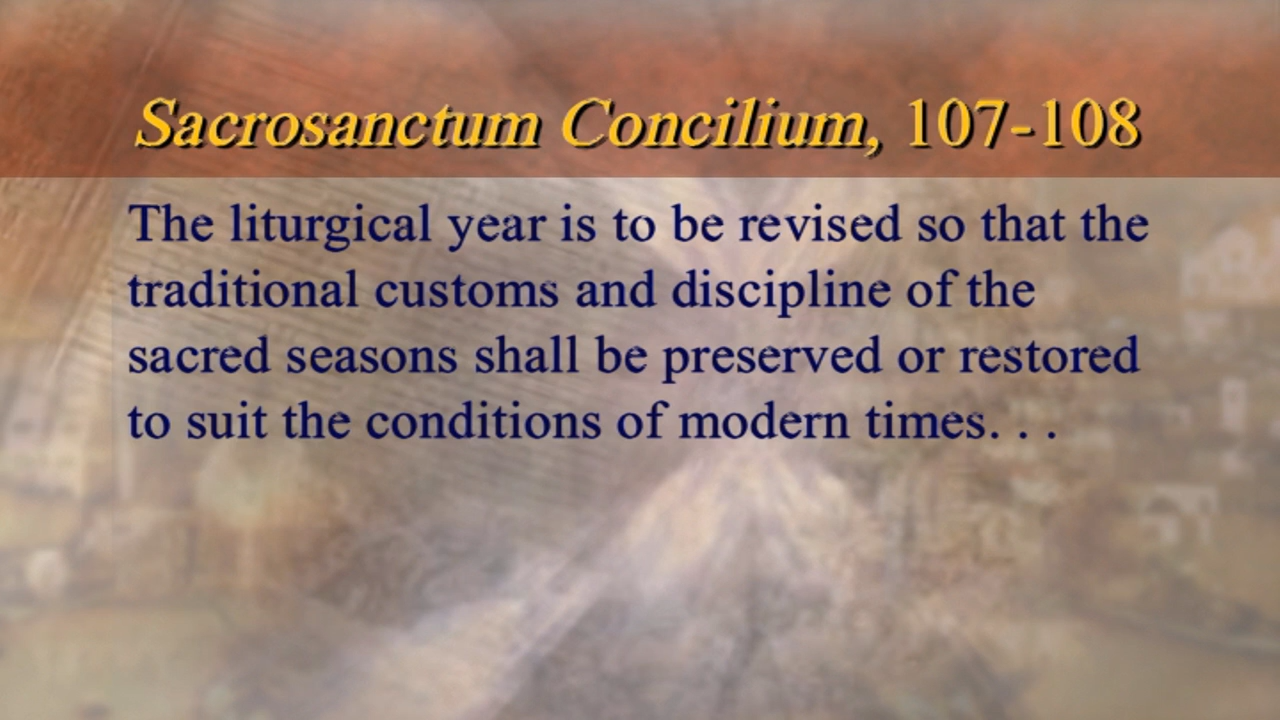 Sacrosanctum Concilium, 107-108
The liturgical year is to be revised so that the
traditional customs and discipline of the
sacred seasons shall be preserved or restored
to suit the conditions of modern times. . .